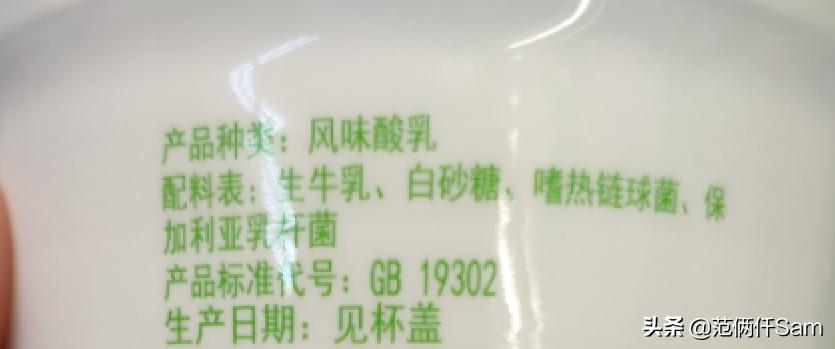 产品种类：风味酸乳
配料表：生牛乳、白砂糖、嗜热链球菌、保
加利亚乳杆菌
产品标准代号：GB 19302
生产日期：见杯盖
头条 @范俩仟Sam